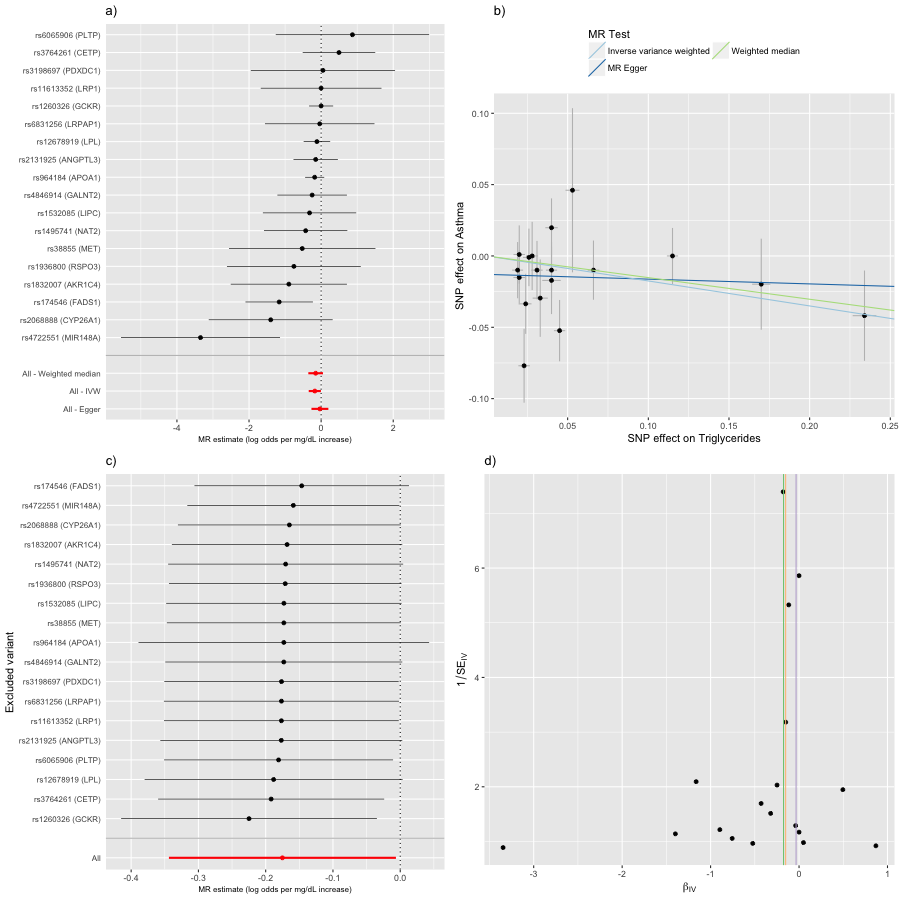 a)
rs6065906 (PLTP)
rs3764261 (CETP)
rs3198697 (PDXDC1)
rs11613352 (LRP1)
rs1260326 (GCKR)
rs6831256 (LRPAP1)
rs12678919 (LPL)
rs2131925 (ANGPTL3)
rs964184 (APOA1)
rs4846914 (GALNT2)
rs1532085 (LIPC)
rs1495741 (NAT2)
rs38855 (MET)
rs1936800 (RSPO3)
rs1832007 (AKR1C4)
rs174546 (FADS1)
rs2068888 (CYP26A1)
rs4722551 (MIR148A)
All - Weighted median
All - IVW
All - Egger
-4 -2 0 2
MR estimate (log odds per mg/dL increase)
b)
MR Test
Inverse variance weighted Weighted median
MR Egger
SNP effect on Asthma
0.10
0.05
0.00
-0.05
-0.10
0.05 0.10 0.15 0.20 0.25
SNP effect on Triglycerides
c)
Excluded variant
rs174546 (FADS1)
rs4722551 (MIR148A)
rs2068888 (CYP26A1)
rs1832007 (AKR1C4)
rs1495741 (NAT2)
rs1936800 (RSPO3)
rs1532085 (LIPC)
rs38855 (MET)
rs964184 (APOA1)
rs4846914 (GALNT2)
rs3198697 (PDXDC1)
rs6831256 (LRPAP1)
rs11613352 (LRP1)
rs2131925 (ANGPTL3)
rs6065906 (PLTP)
rs12678919 (LPL)
rs3764261 (CETP)
rs1260326 (GCKR)
All
-0.4 -0.3 -0.2 -0.1 0.0
MR estimate (log odds per mg/dL increase)
d)
1/SE_IV
6
4
2
-3 -2 -1 0 1
β_IV